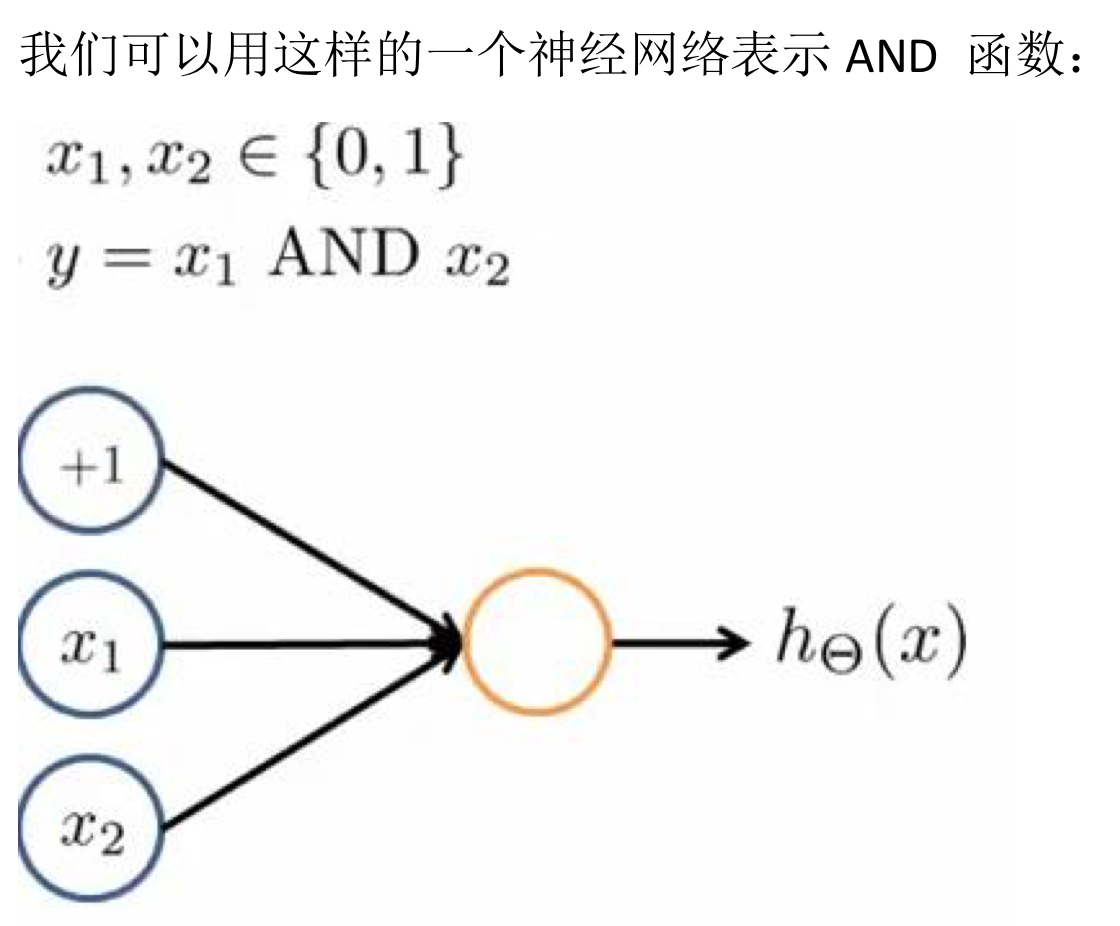 我们可以用这样的一个神经网络表示 AND 函数：
x₁, x₂ ∈ {0, 1}
y = x₁ AND x₂
+1
x₁
hΘ(x)
x₂